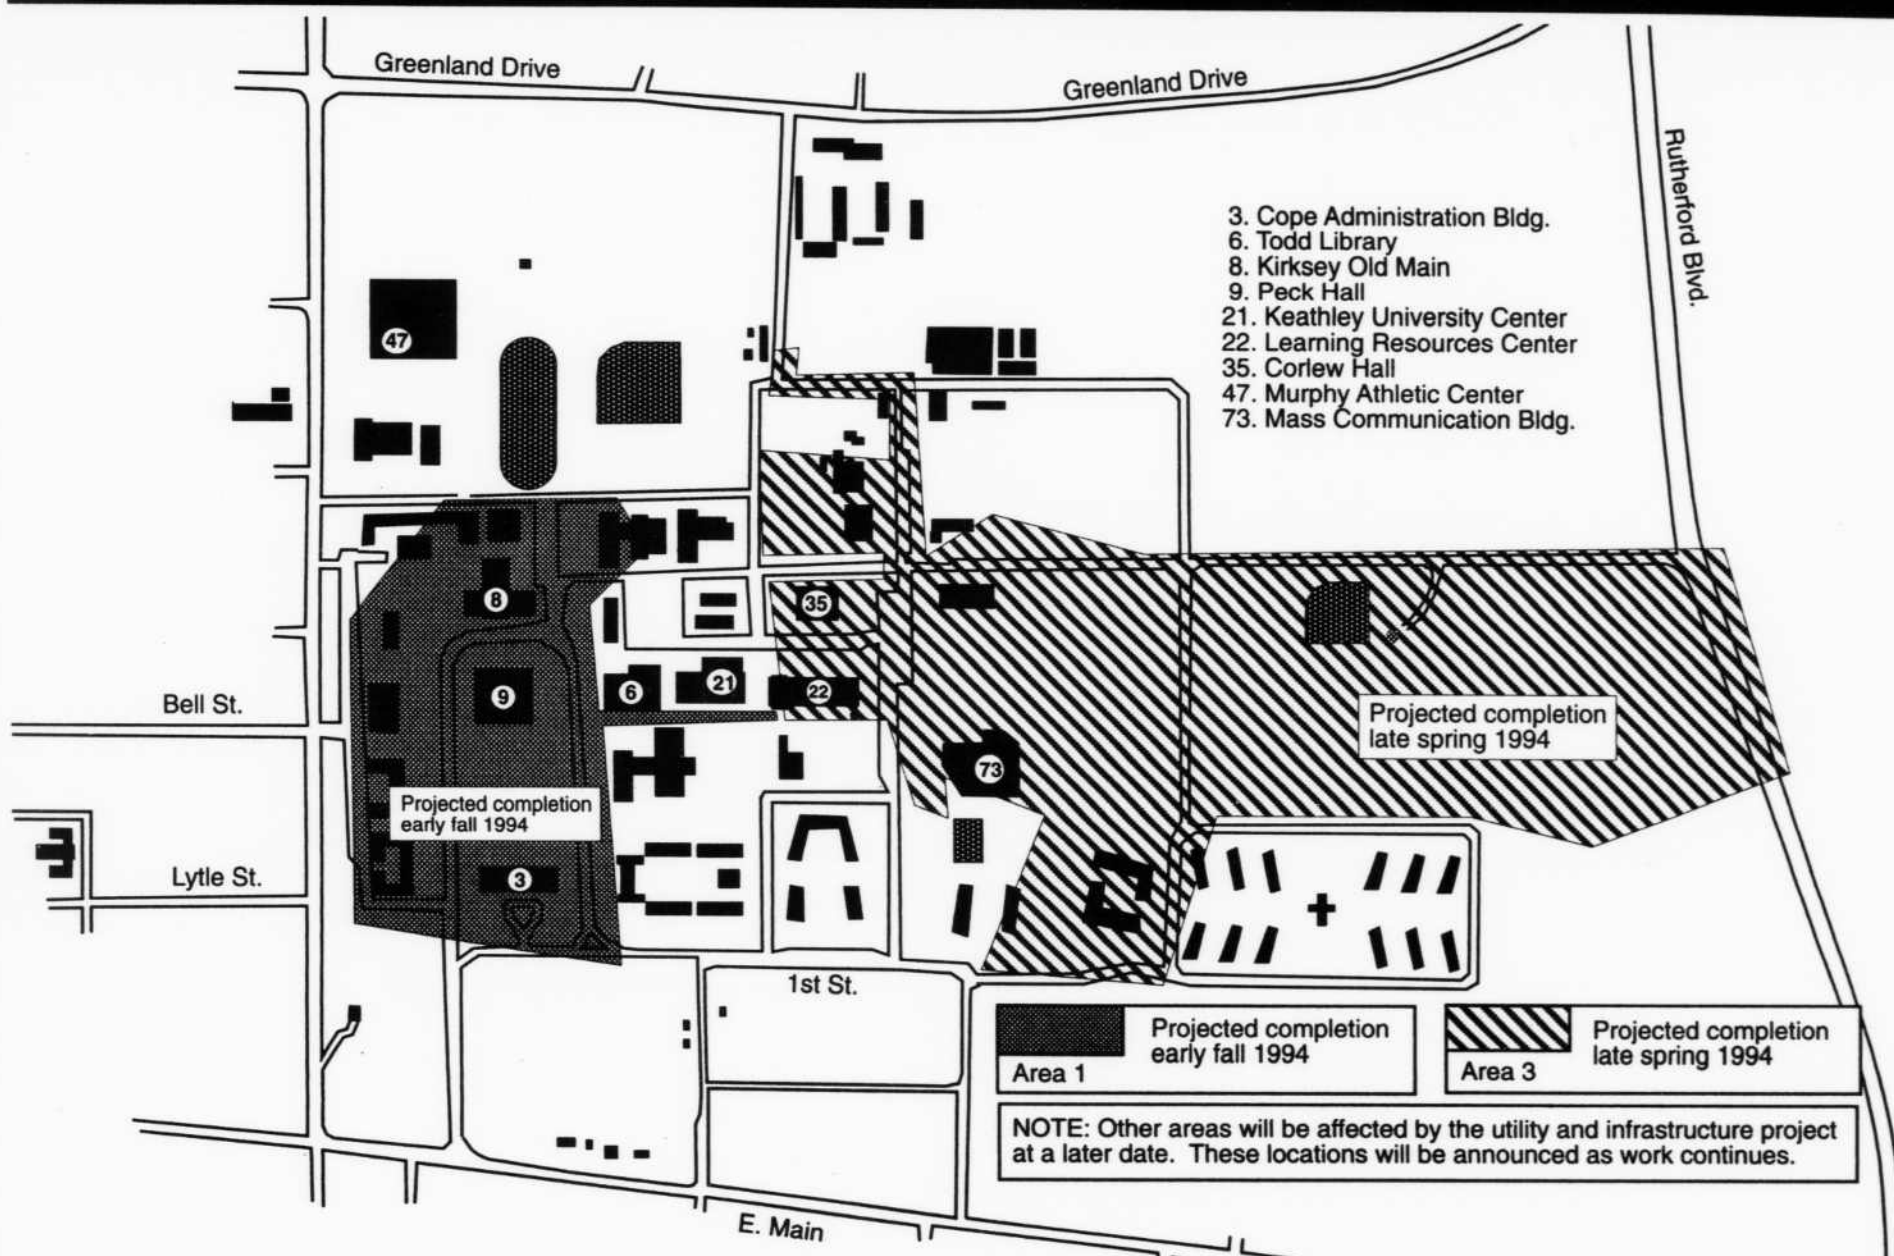 Greenland Drive
Greenland Drive
Rutherford Blvd.
3. Cope Administration Bldg.
6. Todd Library
8. Kirksey Old Main
9. Peck Hall
21. Keathley University Center
22. Learning Resources Center
35. Corlew Hall
47. Murphy Athletic Center
73. Mass Communication Bldg.
47
8
35
9
6
21
22
Bell St.
Projected completion
late spring 1994
73
Projected completion
early fall 1994
Lytle St.
3
1st St.
Projected completion
early fall 1994
Area 1
Projected completion
late spring 1994
Area 3
NOTE: Other areas will be affected by the utility and infrastructure project
at a later date. These locations will be announced as work continues.
E. Main